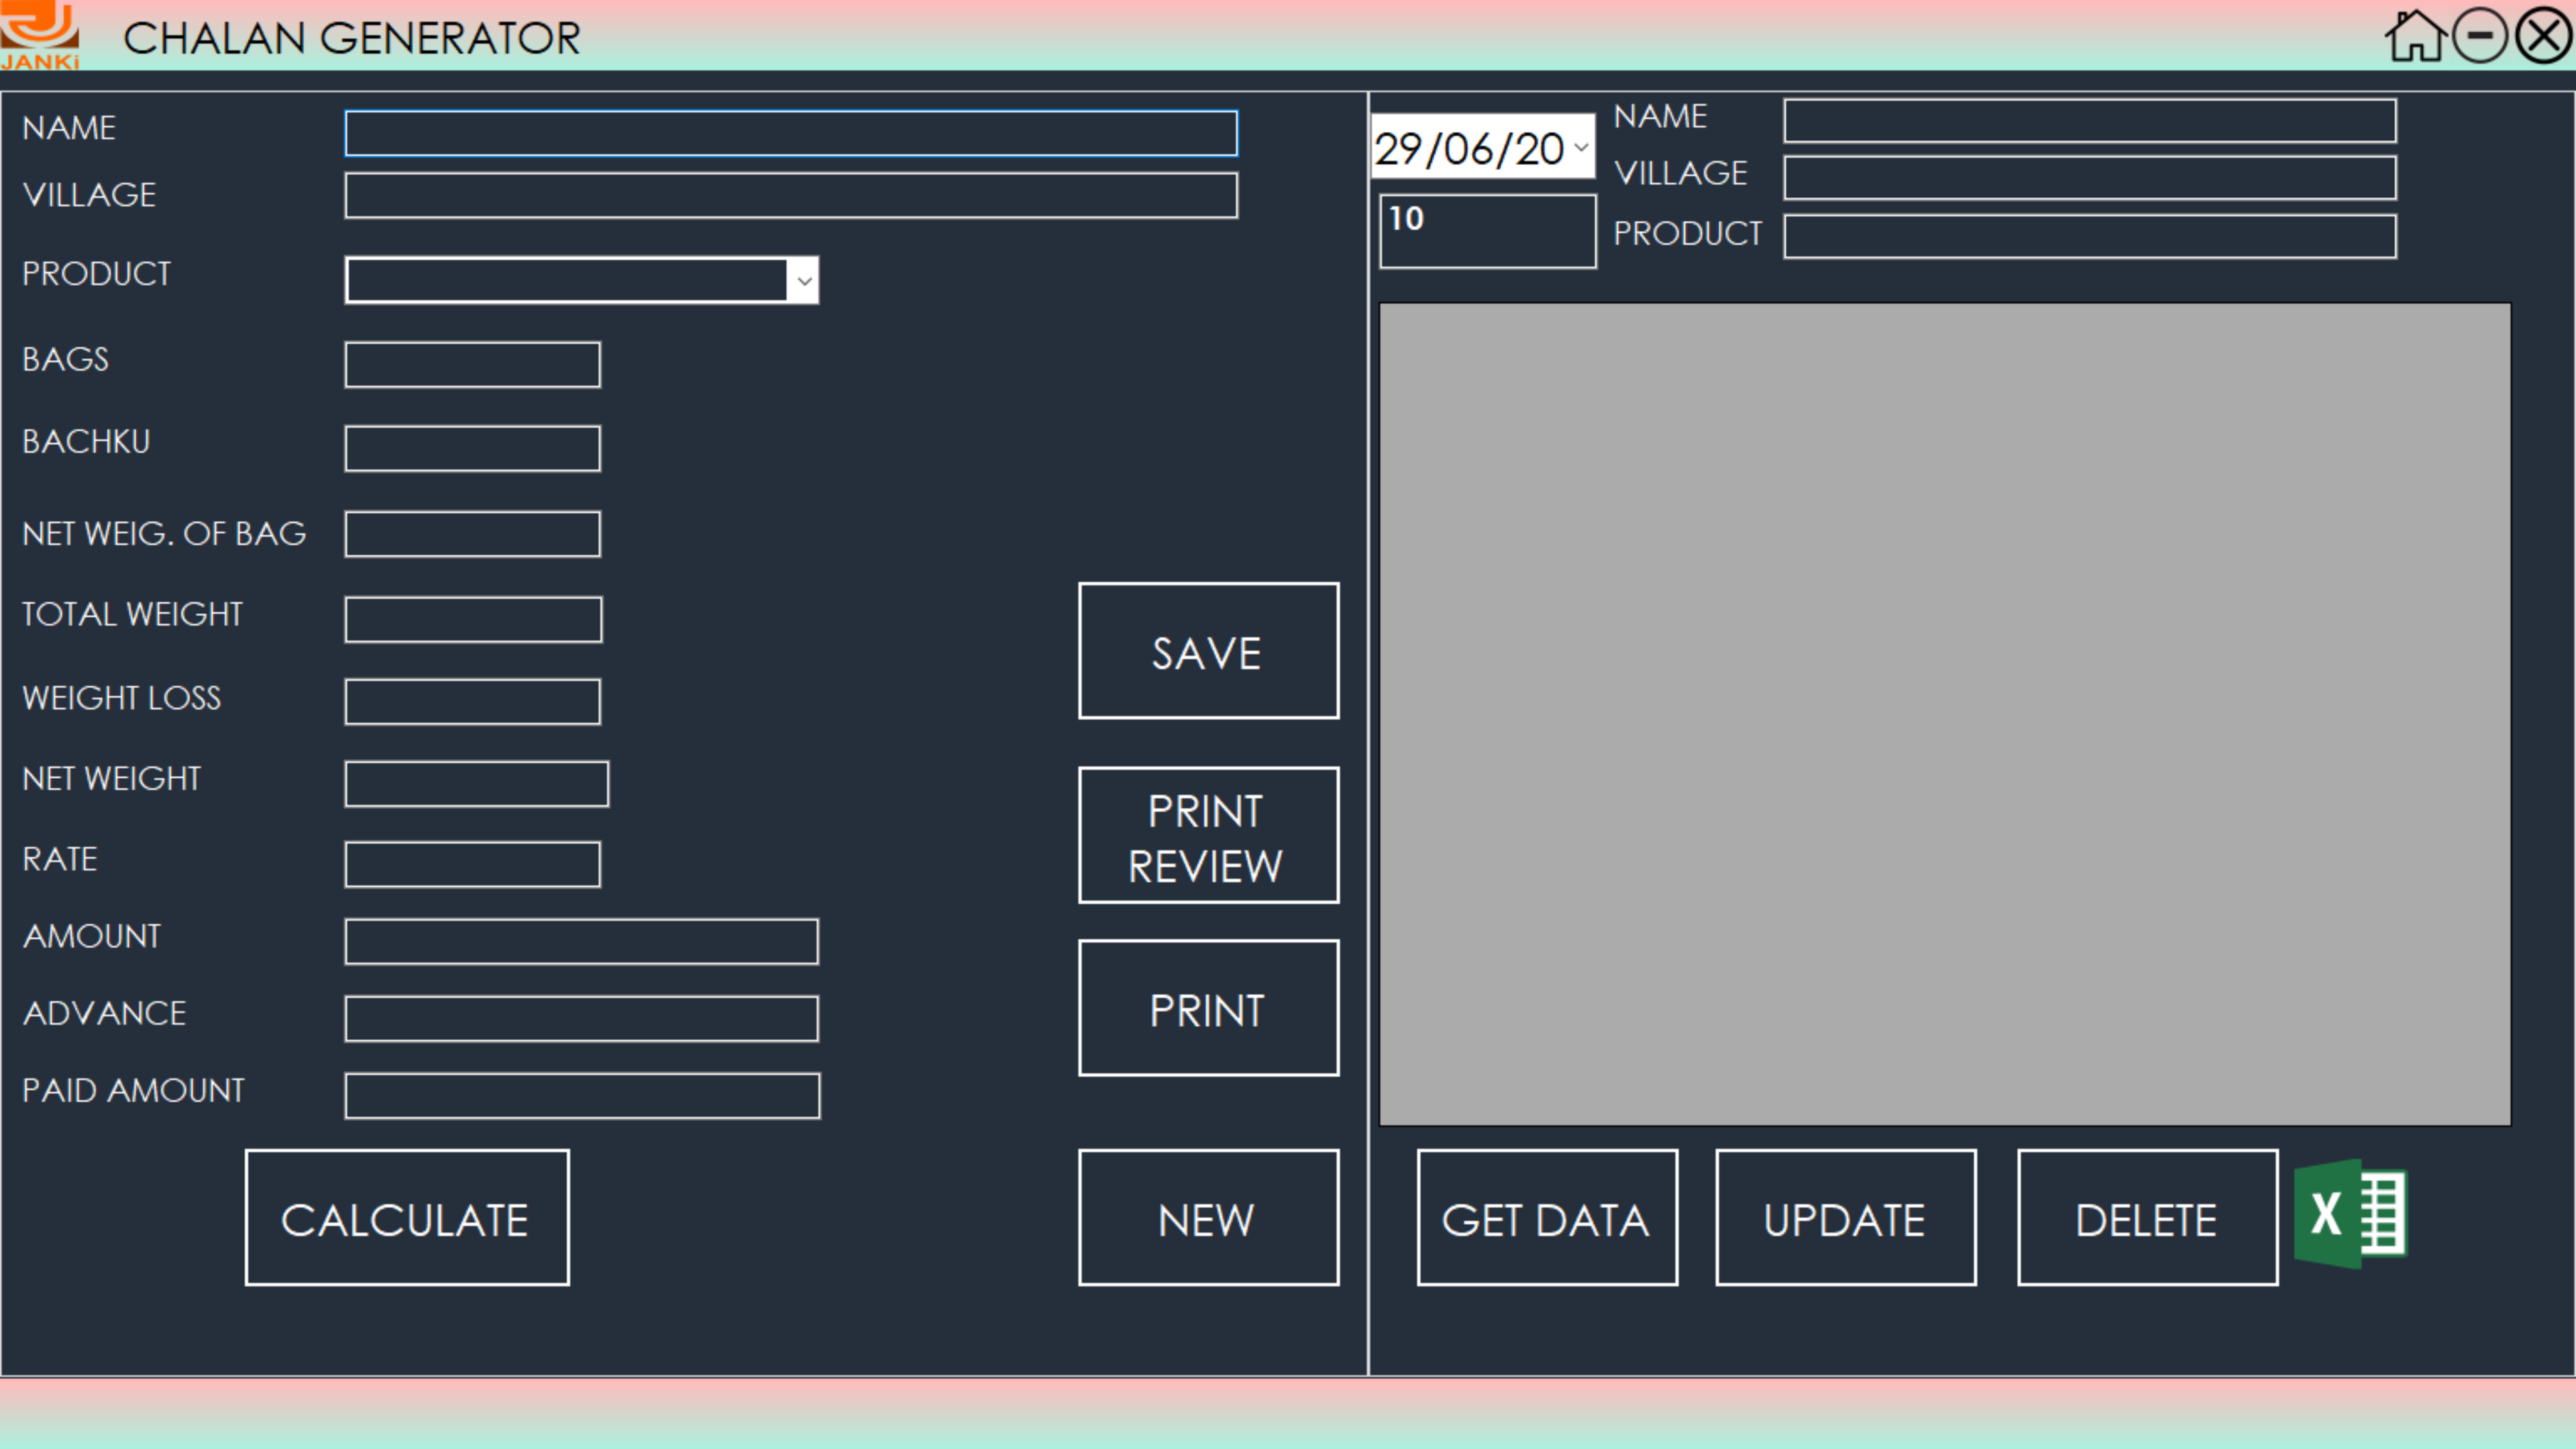 JANKi
CHALAN GENERATOR
NAME
VILLAGE
PRODUCT
BAGS
BACHKU
NET WEIG. OF BAG
TOTAL WEIGHT
WEIGHT LOSS
NET WEIGHT
RATE
AMOUNT
ADVANCE
PAID AMOUNT
CALCULATE
SAVE
PRINT
REVIEW
PRINT
NEW
29/06/20
10
NAME
VILLAGE
PRODUCT
GET DATA
UPDATE
DELETE
X